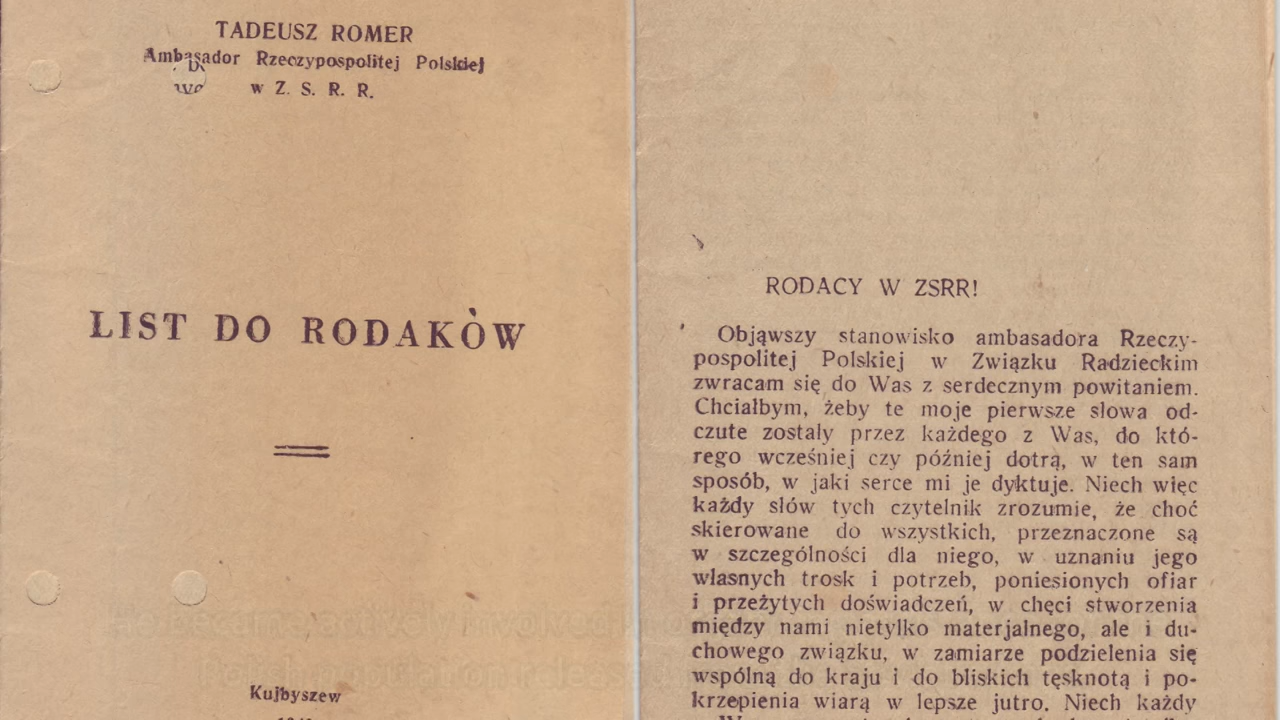 TADEUSZ ROMER
Ambasador Rzeczypospolitej Polskiej
w Z. S. R. R.
LIST DO RODAKÒW
Kujbyszew
RODACY W ZSRR!
Objąwszy stanowisko ambasadora Rzeczy-
pospolitej Polskiej w Związku Radzieckim
zwracam się do Was z serdecznym powitaniem.
Chciałbym, żeby te moje pierwsze słowa od-
czute zostały przez każdego z Was, do któ-
rego wcześniej czy później dotrą, w ten sam
sposób, w jaki serce mi je dyktuje. Niech więc
każdy słów tych czytelnik zrozumie, że choć
skierowane do wszystkich, przeznaczone są
w szczególności dla niego, w uznaniu jego
własnych trosk i potrzeb, poniesionych ofiar
i przeżytych doświadczeń, w chęci stworzenia
między nami nietylko materjalnego, ale i du-
chowego związku, w zamiarze podzielenia się
wspólną do kraju i do bliskich tęsknotą i po-
krzepienia wiarą w lepsze jutro. Niech każdy